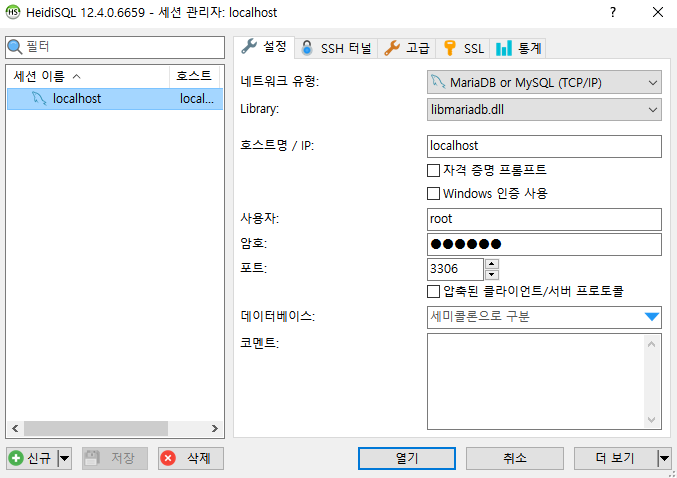 HeidiSQL 12.4.0.6659 - 세션 관리자: localhost
필터
세션 이름 호스트
localhost local...
설정 SSH 터널 고급 SSL 통계
네트워크 유형: MariaDB or MySQL (TCP/IP)
Library: libmariadb.dll
호스트명 / IP: localhost
자격 증명 프롬프트
Windows 인증 사용
사용자: root
암호: ●●●●●●
포트: 3306
압축된 클라이언트/서버 프로토콜
데이터베이스: 세미콜론으로 구분
코멘트:
신규 저장 삭제 열기 취소 더 보기